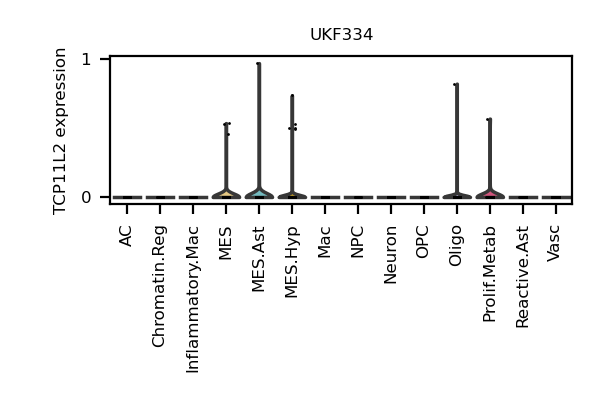 UKF334
TCP11L2 expression
1
0
AC
Chromatin.Reg
Inflammatory.Mac
MES
MES.Ast
MES.Hyp
Mac
NPC
Neuron
OPC
Oligo
Prolif.Metab
Reactive.Ast
Vasc